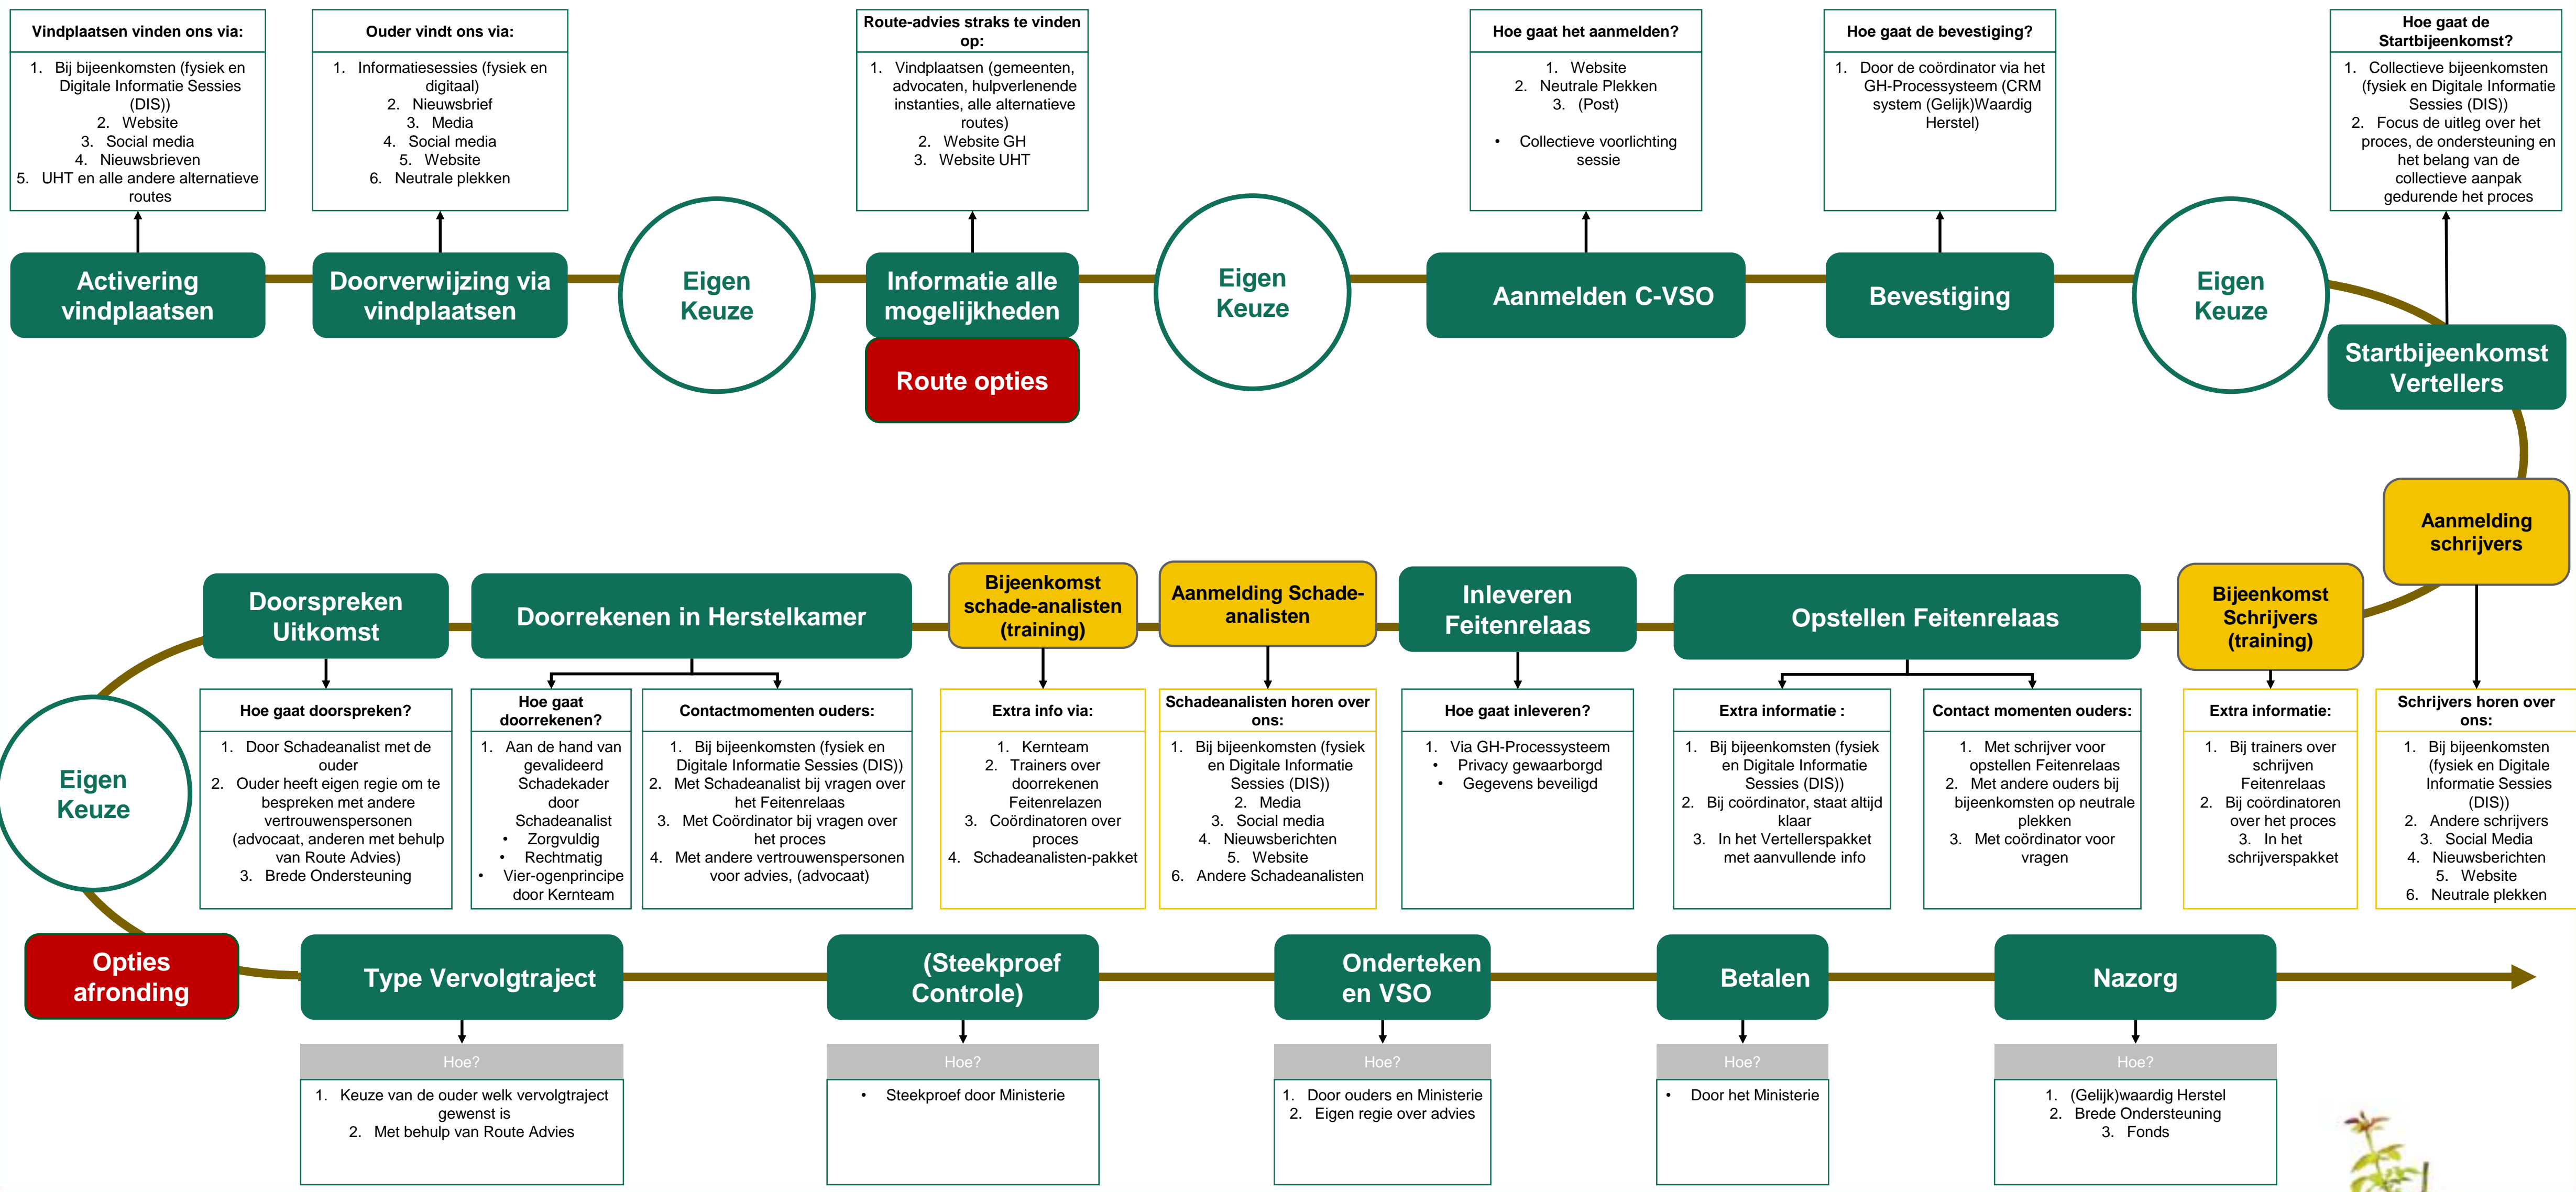 Vindplaatsen vinden ons via:
1. Bij bijeenkomsten (fysiek en
Digitale Informatie Sessies
(DIS))
2. Website
3. Social media
4. Nieuwsbrieven
5. UHT en alle andere alternatieve
routes
Ouder vindt ons via:
1. Informatiesessies (fysiek en
digitaal)
2. Nieuwsbrief
3. Media
4. Social media
5. Website
6. Neutrale plekken
Route-advies straks te vinden
op:
1. Vindplaatsen (gemeenten,
advocaten, hulpverlenende
instanties, alle alternatieve
routes)
2. Website GH
3. Website UHT
Hoe gaat het aanmelden?
1. Website
2. Neutrale Plekken
3. (Post)
• Collectieve voorlichting
sessie
Hoe gaat de bevestiging?
1. Door de coördinator via het
GH-Processysteem (CRM
system (Gelijk)Waardig
Herstel)
Hoe gaat de
Startbijeenkomst?
1. Collectieve bijeenkomsten
(fysiek en Digitale Informatie
Sessies (DIS))
2. Focus de uitleg over het
proces, de ondersteuning en
het belang van de
collectieve aanpak
gedurende het proces
Activering
vindplaatsen
Doorverwijzing via
vindplaatsen
Eigen
Keuze
Informatie alle
mogelijkheden
Route opties
Eigen
Keuze
Aanmelden C-VSO
Bevestiging
Eigen
Keuze
Startbijeenkomst
Vertellers
Aanmelding
schrijvers
Doorspreken
Uitkomst
Doorrekenen in Herstelkamer
Bijeenkomst
schade-analisten
(training)
Aanmelding Schade-
analisten
Inleveren
Feitenrelaas
Opstellen Feitenrelaas
Bijeenkomst
Schrijvers
(training)
Eigen
Keuze
Hoe gaat doorspreken?
1. Door Schadeanalist met de
ouder
2. Ouder heeft eigen regie om te
bespreken met andere
vertrouwenspersonen
(advocaat, anderen met behulp
van Route Advies)
3. Brede Ondersteuning
Hoe gaat
doorrekenen?
1. Aan de hand van
gevalideerd
Schadekader
door
Schadeanalist
• Zorgvuldig
• Rechtmatig
• Vier-ogenprincipe
door Kernteam
Contactmomenten ouders:
1. Bij bijeenkomsten (fysiek en
Digitale Informatie Sessies (DIS))
2. Met Schadeanalist bij vragen over
het Feitenrelaas
3. Met Coördinator bij vragen over
het proces
4. Met andere vertrouwenspersonen
voor advies, (advocaat)
Extra info via:
1. Kernteam
2. Trainers over
doorrekenen
Feitenrelazen
3. Coördinatoren over
proces
4. Schadeanalisten-pakket
Schadeanalisten horen over
ons:
1. Bij bijeenkomsten (fysiek
en Digitale Informatie
Sessies (DIS))
2. Media
3. Social media
4. Nieuwsberichten
5. Website
6. Andere Schadeanalisten
Hoe gaat inleveren?
1. Via GH-Processysteem
• Privacy gewaarborgd
• Gegevens beveiligd
Extra informatie :
1. Bij bijeenkomsten (fysiek
en Digitale Informatie
Sessies (DIS))
2. Bij coördinator, staat altijd
klaar
3. In het Vertellerspakket
met aanvullende info
Contact momenten ouders:
1. Met schrijver voor
opstellen Feitenrelaas
2. Met andere ouders bij
bijeenkomsten op neutrale
plekken
3. Met coördinator voor
vragen
Extra informatie:
1. Bij trainers over
schrijven
Feitenrelaas
2. Bij coördinatoren
over het proces
3. In het
schrijverspakket
Schrijvers horen over
ons:
1. Bij bijeenkomsten
(fysiek en Digitale
Informatie Sessies
(DIS))
2. Andere schrijvers
3. Social Media
4. Nieuwsberichten
5. Website
6. Neutrale plekken
Opties
afronding
Type Vervolgtraject
(Steekproef
Controle)
Onderteken
en VSO
Betalen
Nazorg
Hoe?
1. Keuze van de ouder welk vervolgtraject
gewenst is
2. Met behulp van Route Advies
Hoe?
• Steekproef door Ministerie
Hoe?
1. Door ouders en Ministerie
2. Eigen regie over advies
Hoe?
• Door het Ministerie
Hoe?
1. (Gelijk)waardig Herstel
2. Brede Ondersteuning
3. Fonds